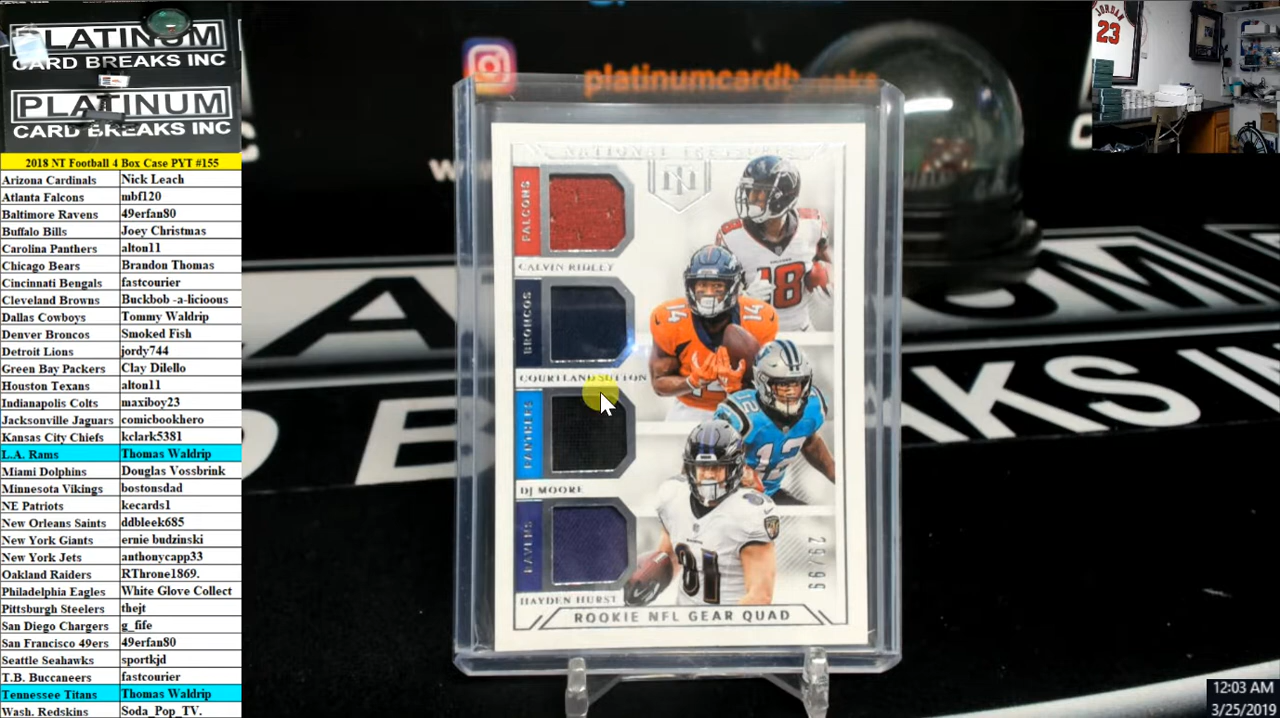 PLATINUM
CARD BREAKS INC
PLATINUM
CARD BREAKS INC
2018 NT Football 4 Box Case PYT #155
Arizona Cardinals Nick Leach
Atlanta Falcons mbf120
Baltimore Ravens 49erfan80
Buffalo Bills Joey Christmas
Carolina Panthers alton11
Chicago Bears Brandon Thomas
Cincinnati Bengals fastcourier
Cleveland Browns Buckbob -a-licioous
Dallas Cowboys Tommy Waldrip
Denver Broncos Smoked Fish
Detroit Lions jordy744
Green Bay Packers Clay Dilello
Houston Texans alton11
Indianapolis Colts maxiboy23
Jacksonville Jaguars comicbookhero
Kansas City Chiefs kclark5381
L.A. Rams Thomas Waldrip
Miami Dolphins Douglas Vossbrink
Minnesota Vikings bostonsdad
NE Patriots kecards1
New Orleans Saints ddbleek685
New York Giants ernie budzinski
New York Jets anthonycapp33
Oakland Raiders RThrone1869.
Philadelphia Eagles White Glove Collect
Pittsburgh Steelers thejt
San Diego Chargers g_fife
San Francisco 49ers 49erfan80
Seattle Seahawks sportkjd
T.B. Buccaneers fastcourier
Tennessee Titans Thomas Waldrip
Wash. Redskins Soda_Pop_TV.
platinumcardbreaks
NATIONAL TREASURES
NT
FALCONS
CALVIN RIDLEY
18
BRONCOS
COURTLAND SUTTON
14
14
PANTHERS
DJ MOORE
12
12
RAVENS
HAYDEN HURST
81
29/99
ROOKIE NFL GEAR QUAD
JORDAN
23
12:03 AM
3/25/2019